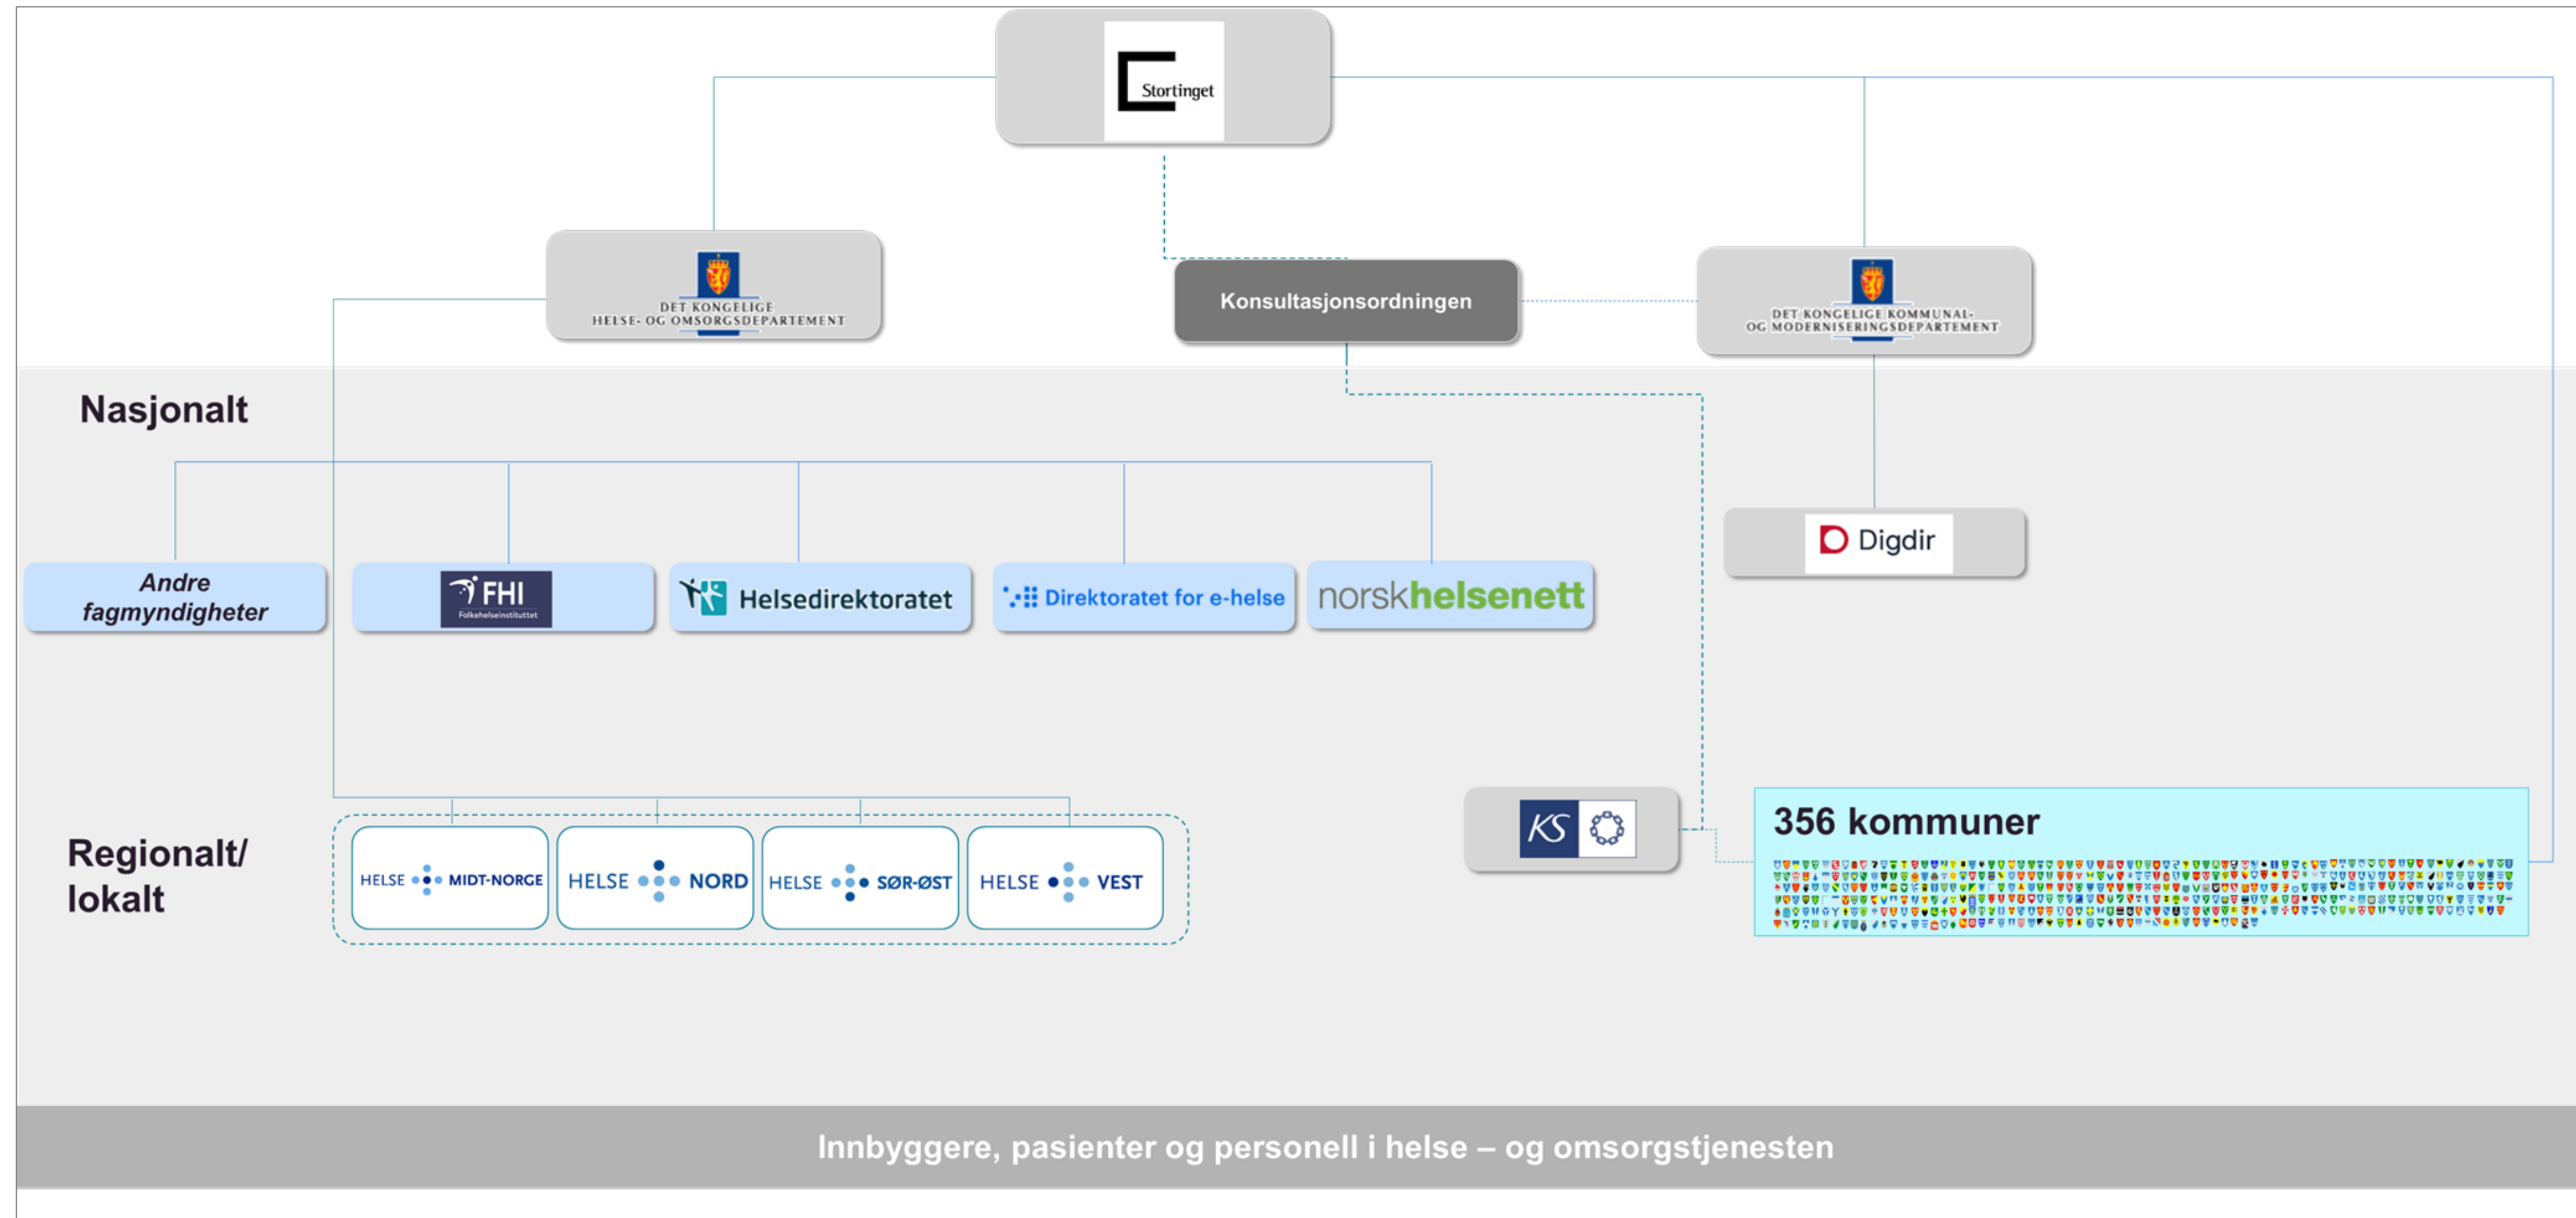 Stortinget
DET KONGELIGE
HELSE- OG OMSORGSDEPARTEMENT
Konsultasjonsordningen
DET KONGELIGE KOMMUNAL-
OG MODERNISERINGSDEPARTEMENT
Nasjonalt
Andre
fagmyndigheter
FHI
Folkehelseinstituttet
Helsedirektoratet
Direktoratet for e-helse
norskhelsenett
Digdir
Regionalt/
lokalt
HELSE MIDT-NORGE
HELSE NORD
HELSE SØR-ØST
HELSE VEST
KS
356 kommuner
Innbyggere, pasienter og personell i helse – og omsorgstjenesten